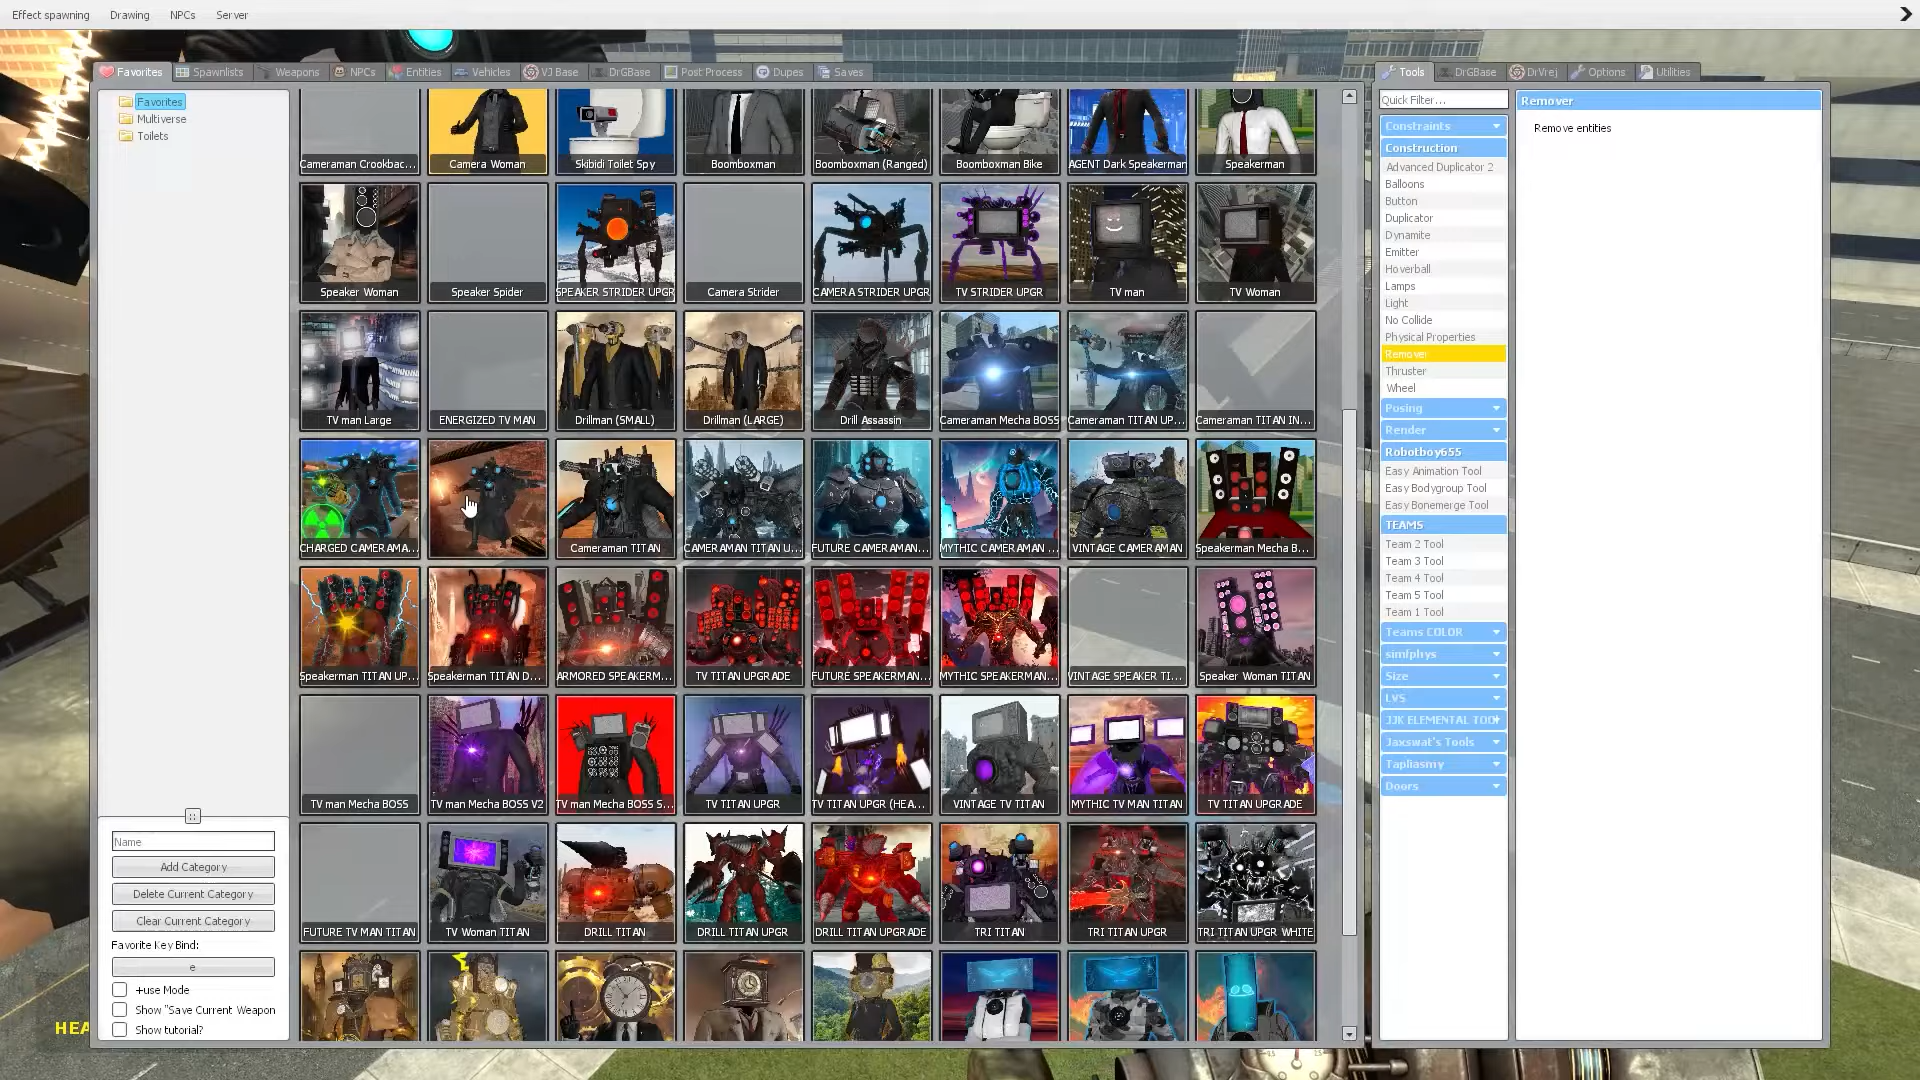 Effect spawning Drawing NPCs Server
Favorites Spawnlists Weapons NPCs Entities Vehicles VJ Base DrGBase Post Process Dupes Saves
Favorites
Multiverse
Toilets
Cameraman Crookbac... Camera Woman Skibidi Toilet Spy Boomboxman Boomboxman (Ranged) Boomboxman Bike AGENT Dark Speakerman Speakerman
Speaker Woman Speaker Spider SPEAKER STRIDER UPGR Camera Strider CAMERA STRIDER UPGR TV STRIDER UPGR TV man TV Woman
TV man Large ENERGIZED TV MAN Drillman (SMALL) Drillman (LARGE) Drill Assassin Cameraman Mecha BOSS Cameraman TITAN UP... Cameraman TITAN IN...
CHARGED CAMERAMA... Cameraman TITAN CAMERAMAN TITAN U... FUTURE CAMERAMAN... MYTHIC CAMERAMAN ... VINTAGE CAMERAMAN Speakerman Mecha B...
Speakerman TITAN UP... Speakerman TITAN D... ARMORED SPEAKERM... TV TITAN UPGRADE FUTURE SPEAKERMAN... MYTHIC SPEAKERMAN... VINTAGE SPEAKER TI... Speaker Woman TITAN
TV man Mecha BOSS TV man Mecha BOSS V2 TV man Mecha BOSS S... TV TITAN UPGR TV TITAN UPGR (HEA... VINTAGE TV TITAN MYTHIC TV MAN TITAN TV TITAN UPGRADE
FUTURE TV MAN TITAN TV Woman TITAN DRILL TITAN DRILL TITAN UPGR DRILL TITAN UPGRADE TRI TITAN TRI TITAN UPGR TRI TITAN UPGR WHITE
Name
Add Category
Delete Current Category
Clear Current Category
Favorite Key Bind:
e
+use Mode
Show "Save Current Weapon
Show tutorial?
HEA
Tools DrGBase DrVrej Options Utilities
Quick Filter...
Constraints
Construction
Advanced Duplicator 2
Balloons
Button
Duplicator
Dynamite
Emitter
Hoverball
Lamps
Light
No Collide
Physical Properties
Remover
Thruster
Wheel
Posing
Render
Robotboy655
Easy Animation Tool
Easy Bodygroup Tool
Easy Bonemerge Tool
TEAMS
Team 2 Tool
Team 3 Tool
Team 4 Tool
Team 5 Tool
Team 1 Tool
Teams COLOR
simfphys
Size
LVS
JJK ELEMENTAL TOOL
Jaxswat's Tools
Tapliasmy
Doors
Remover
Remove entities